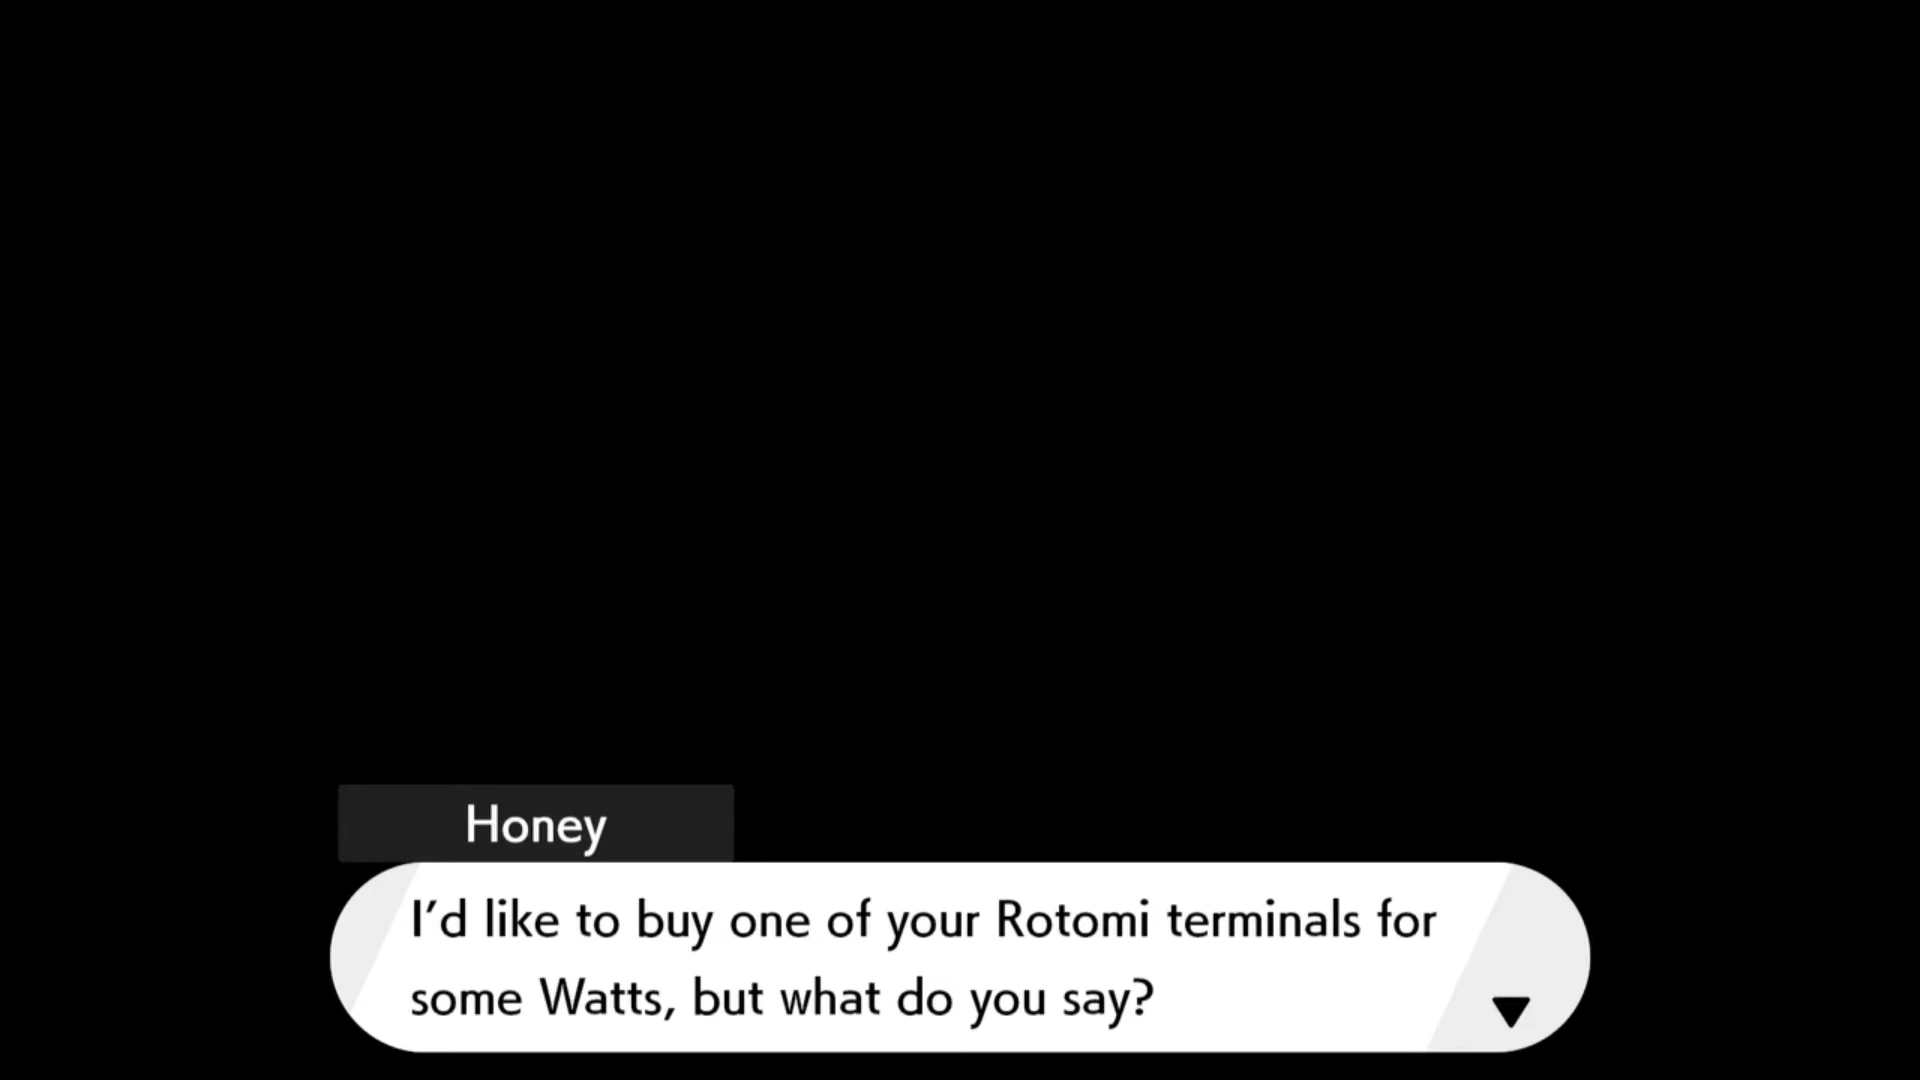 Honey
I’d like to buy one of your Rotomi terminals for
some Watts, but what do you say?